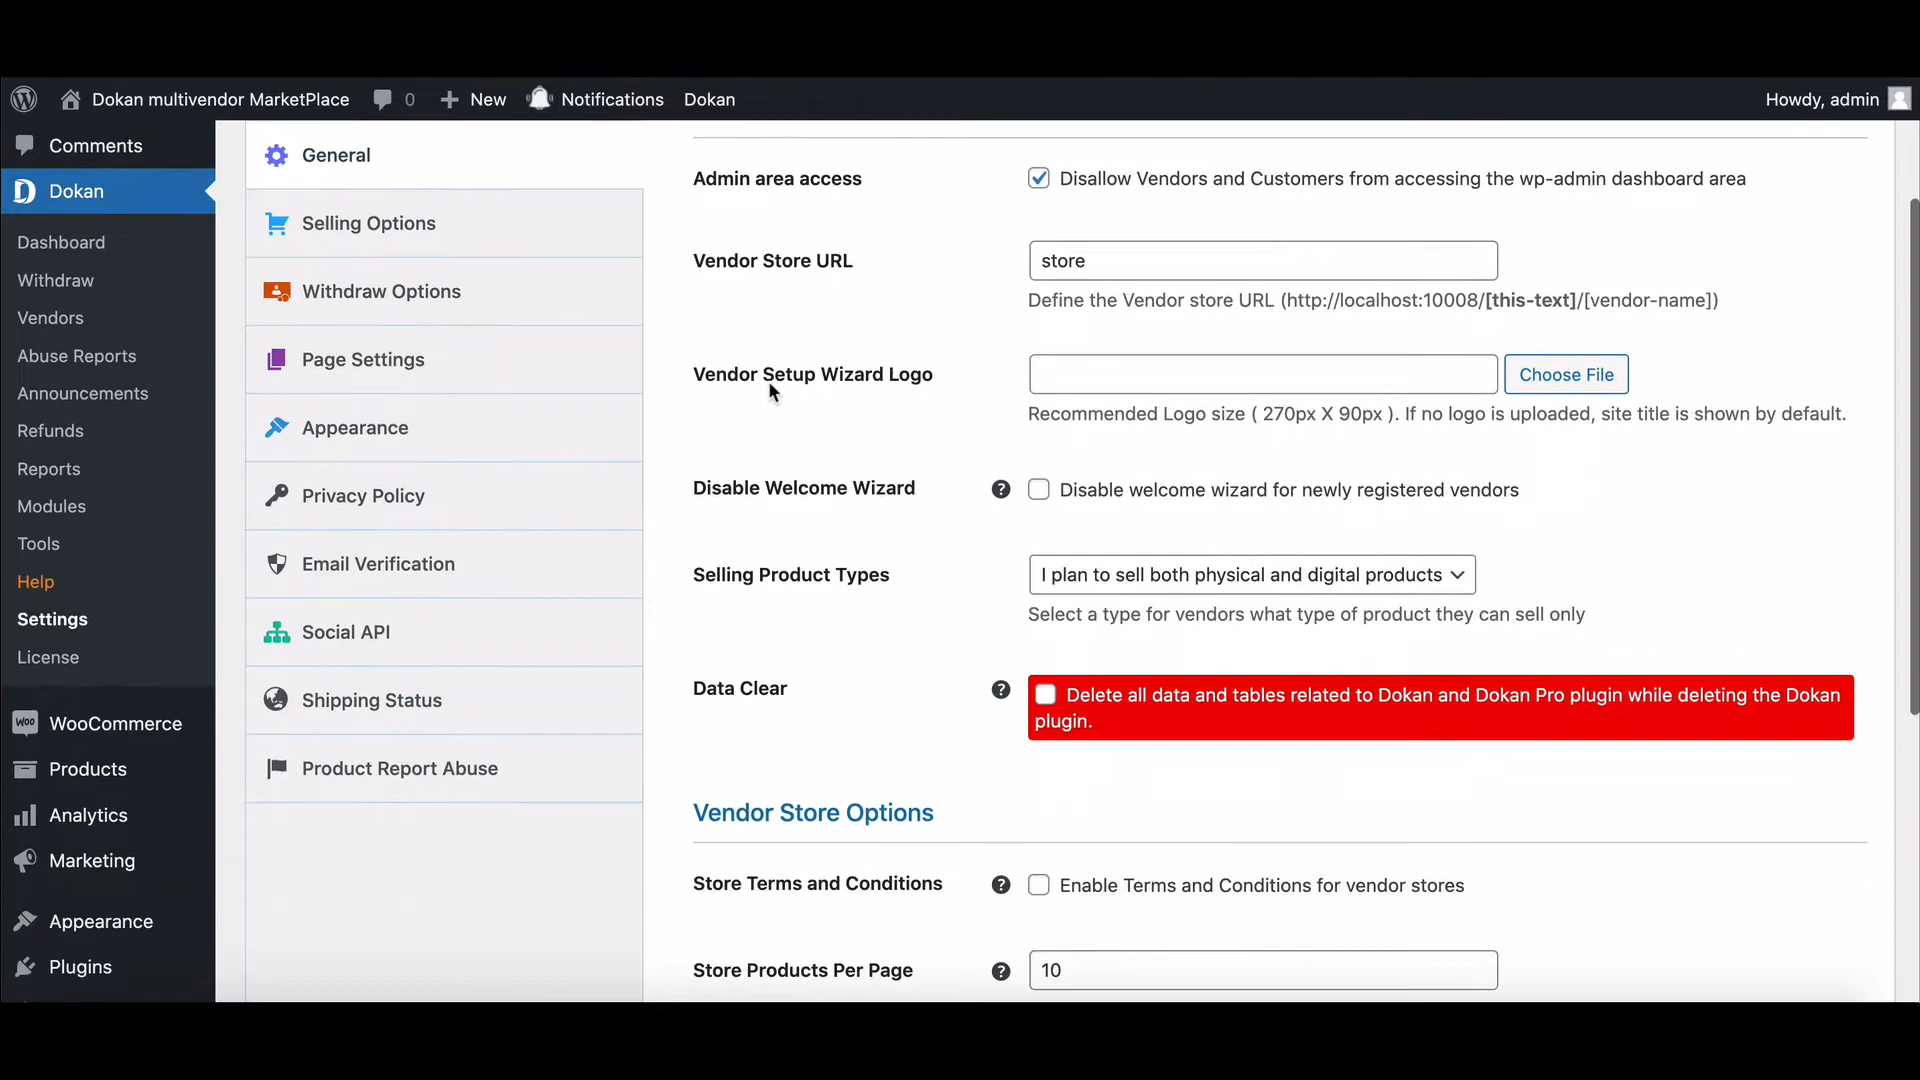 Dokan multivendor MarketPlace 0 New Notifications Dokan Howdy, admin
Comments
Dokan
Dashboard
Withdraw
Vendors
Abuse Reports
Announcements
Refunds
Reports
Modules
Tools
Help
Settings
License
WooCommerce
Products
Analytics
Marketing
Appearance
Plugins
General
Selling Options
Withdraw Options
Page Settings
Appearance
Privacy Policy
Email Verification
Social API
Shipping Status
Product Report Abuse
Admin area access Disallow Vendors and Customers from accessing the wp-admin dashboard area
Vendor Store URL store
Define the Vendor store URL (http://localhost:10008/[this-text]/[vendor-name])
Vendor Setup Wizard Logo Choose File
Recommended Logo size ( 270px X 90px ). If no logo is uploaded, site title is shown by default.
Disable Welcome Wizard ? Disable welcome wizard for newly registered vendors
Selling Product Types I plan to sell both physical and digital products
Select a type for vendors what type of product they can sell only
Data Clear ? Delete all data and tables related to Dokan and Dokan Pro plugin while deleting the Dokan
plugin.
Vendor Store Options
Store Terms and Conditions ? Enable Terms and Conditions for vendor stores
Store Products Per Page ? 10